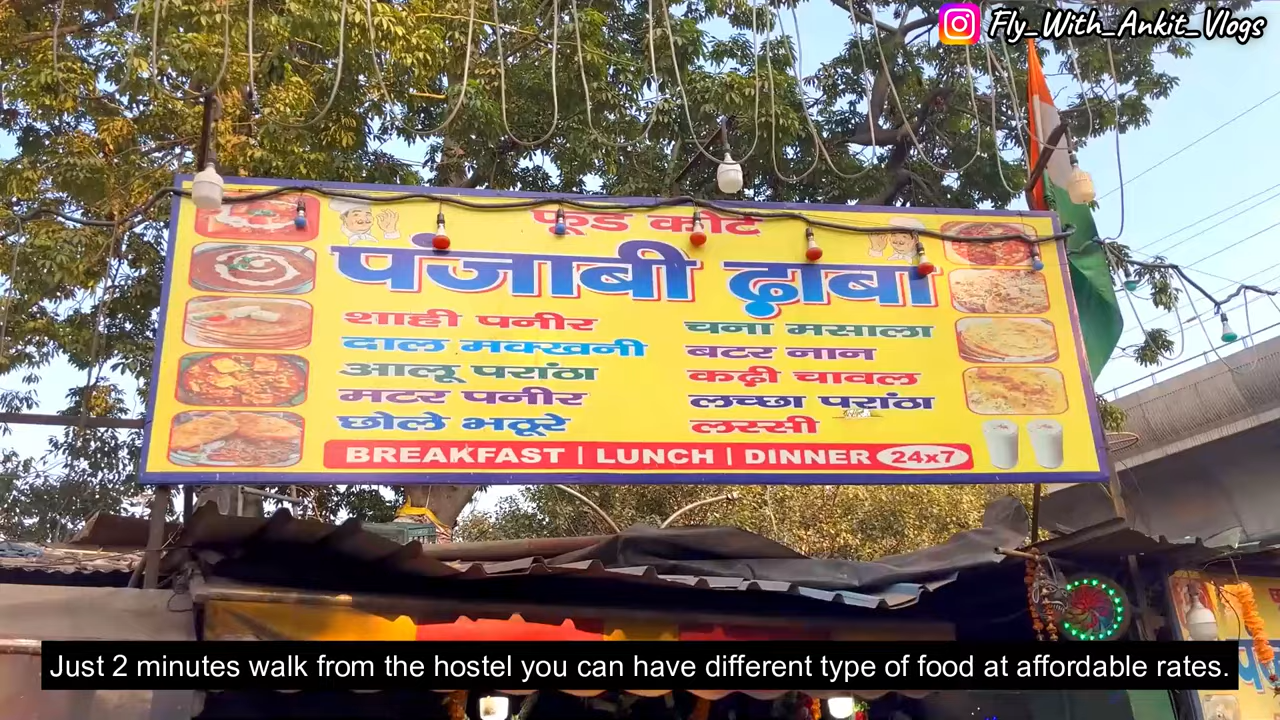 Fly_With_Ankit_Vlogs
फूड कोर्ट
पंजाबी ढ़ाबा
शाही पनीर
दाल मक्खनी
आलू परांठा
मटर पनीर
छोले भठूरे
चना मसाला
बटर नान
कढ़ी चावल
लच्छा परांठा
लस्सी
BREAKFAST | LUNCH | DINNER 24x7
Just 2 minutes walk from the hostel you can have different type of food at affordable rates.